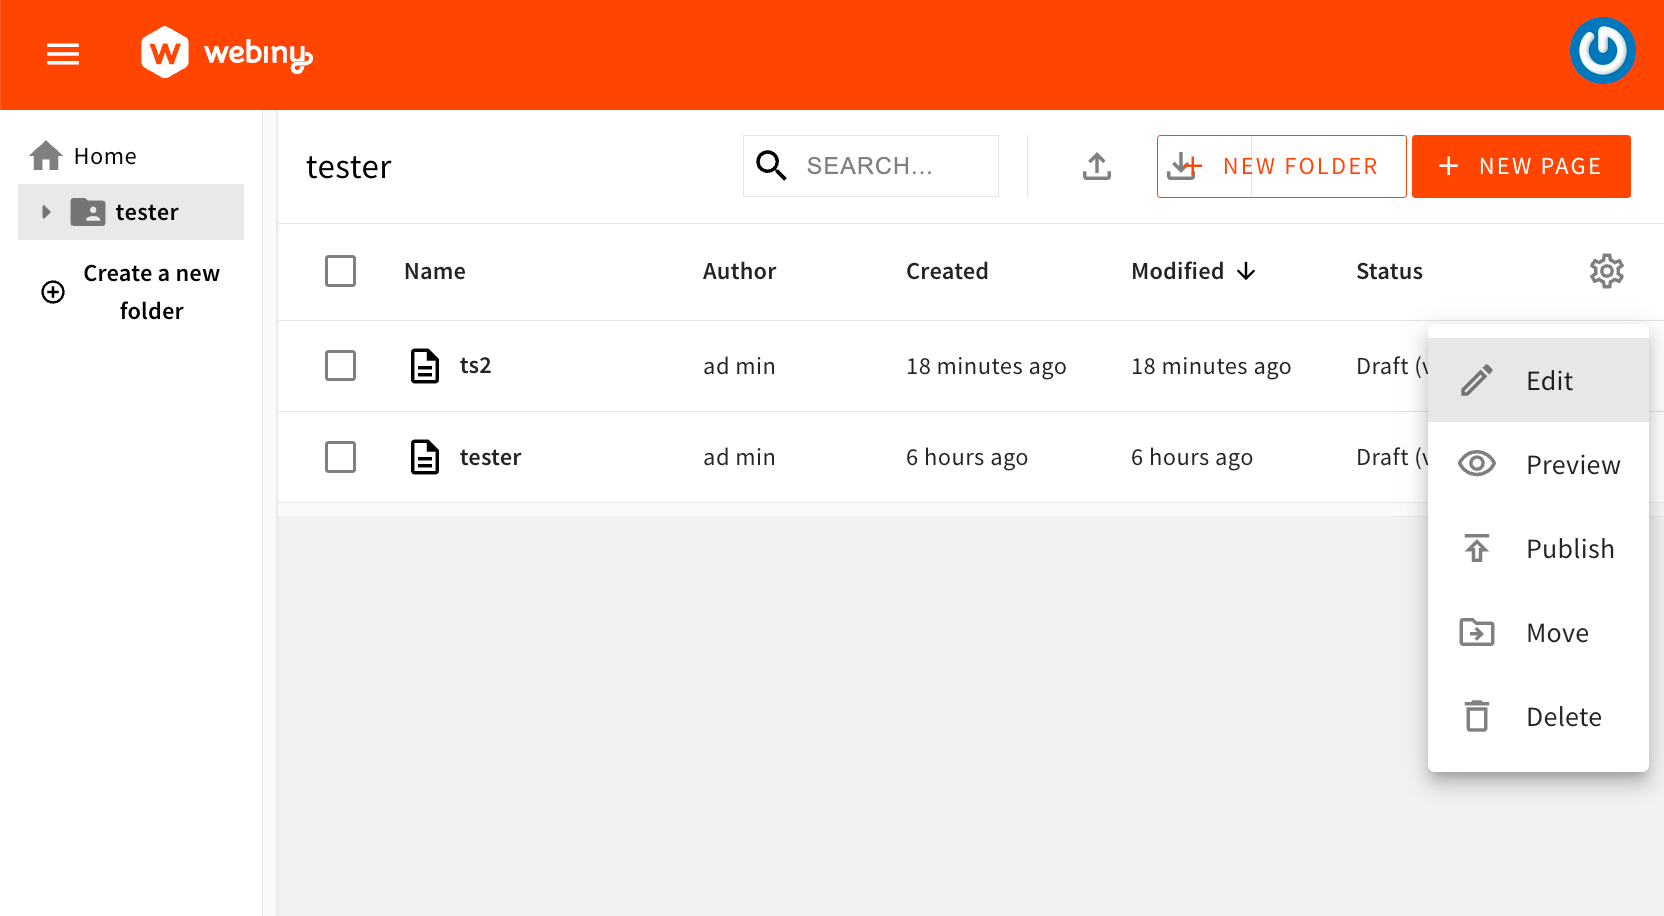 webiny
Home
tester
Create a new
folder
tester
SEARCH...
NEW FOLDER
NEW PAGE
Name Author Created Modified Status
ts2 ad min 18 minutes ago 18 minutes ago Draft (v
tester ad min 6 hours ago 6 hours ago Draft (v
Edit
Preview
Publish
Move
Delete